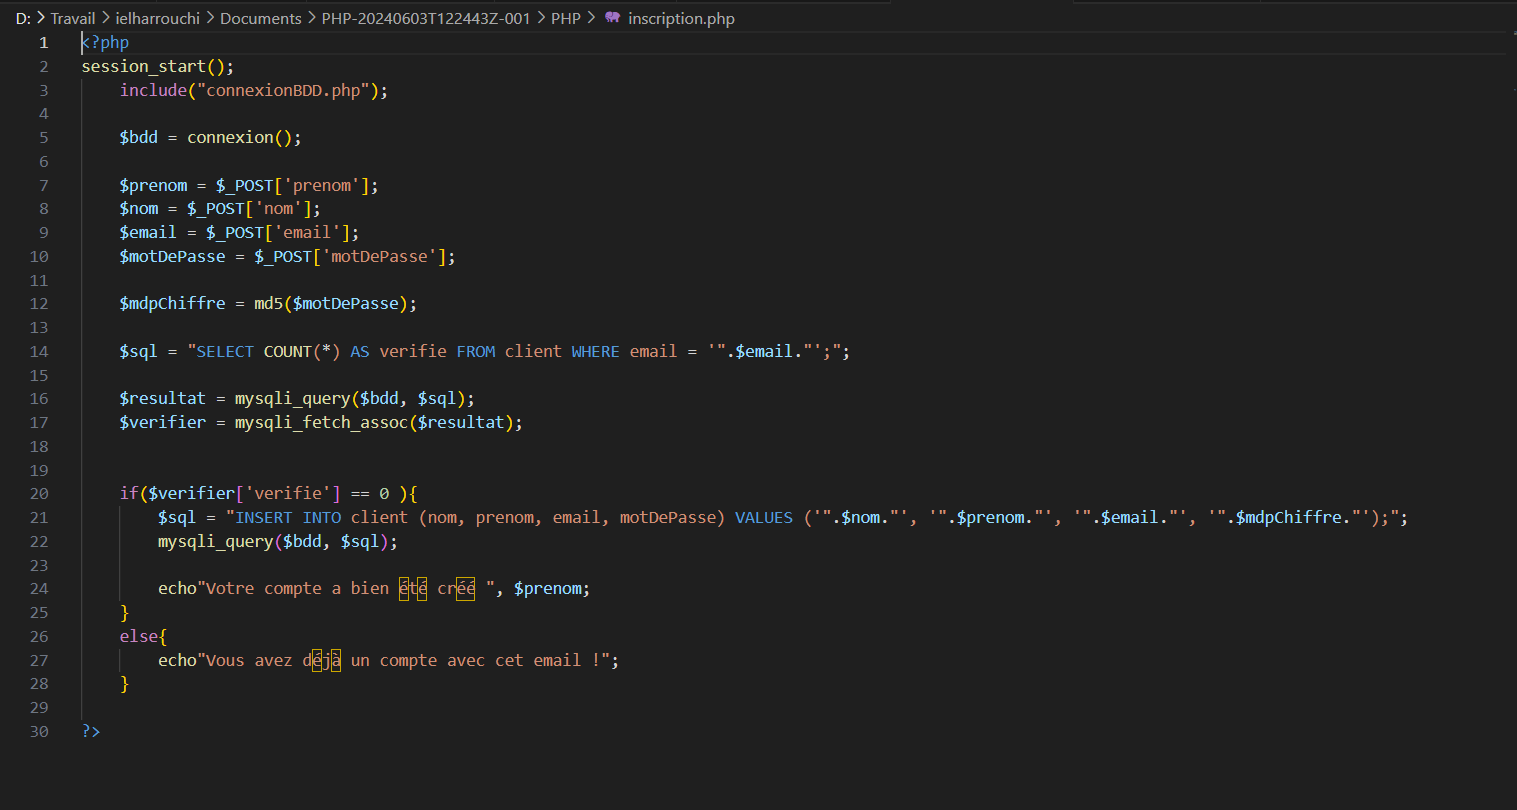 D: > Travail > ielharrouchi > Documents > PHP-20240603T122443Z-001 > PHP > inscription.php
1 <?php
2 session_start();
3 include("connexionBDD.php");
4
5 $bdd = connexion();
6
7 $prenom = $_POST['prenom'];
8 $nom = $_POST['nom'];
9 $email = $_POST['email'];
10 $motDePasse = $_POST['motDePasse'];
11
12 $mdpChiffre = md5($motDePasse);
13
14 $sql = "SELECT COUNT(*) AS verifie FROM client WHERE email = '".$email."';";
15
16 $resultat = mysqli_query($bdd, $sql);
17 $verifier = mysqli_fetch_assoc($resultat);
18
19
20 if($verifier['verifie'] == 0 ){
21 $sql = "INSERT INTO client (nom, prenom, email, motDePasse) VALUES ('".$nom."', '".$prenom."', '".$email."', '".$mdpChiffre."');";
22 mysqli_query($bdd, $sql);
23
24 echo"Votre compte a bien été créé ", $prenom;
25 }
26 else{
27 echo"Vous avez déjà un compte avec cet email !";
28 }
29
30 ?>